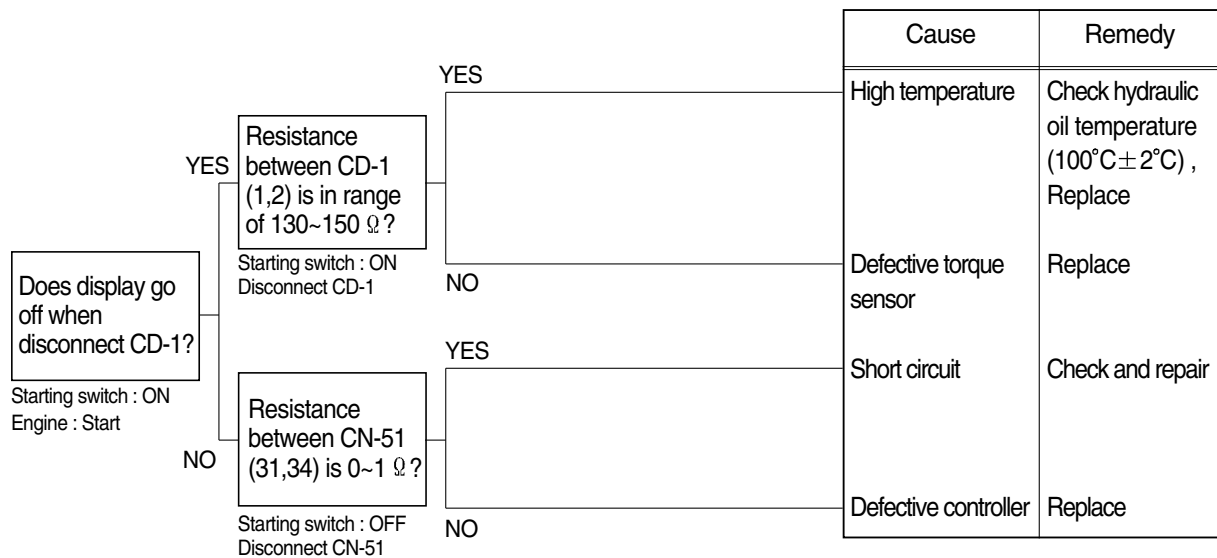 Cause
Remedy
YES
High temperature
Check hydraulic
oil temperature
(100°C±2°C) ,
Replace
YES
Resistance
between CD-1
(1,2) is in range
of 130~150 Ω?
Starting switch : ON
Disconnect CD-1
NO
Defective torque
sensor
Replace
Does display go
off when
disconnect CD-1?
Starting switch : ON
Engine : Start
YES
Short circuit
Check and repair
NO
Resistance
between CN-51
(31,34) is 0~1 Ω?
Starting switch : OFF
Disconnect CN-51
NO
Defective controller
Replace